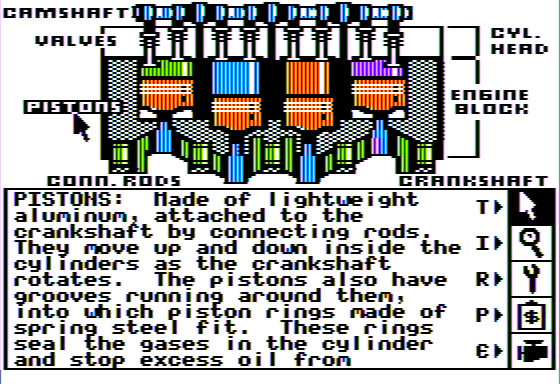 CAMSHAFT
VALVES
CYL.
HEAD
PISTONS
ENGINE
BLOCK
CONN. RODS
CRANKSHAFT
PISTONS:  Made of lightweight
aluminum, attached to the
crankshaft by connecting rods.
They move up and down inside the
cylinders as the crankshaft
rotates.  The pistons also have
grooves running around them,
into which piston rings made of
spring steel fit.  These rings
seal the gases in the cylinder
and stop excess oil from
T
I
R
P
E
$